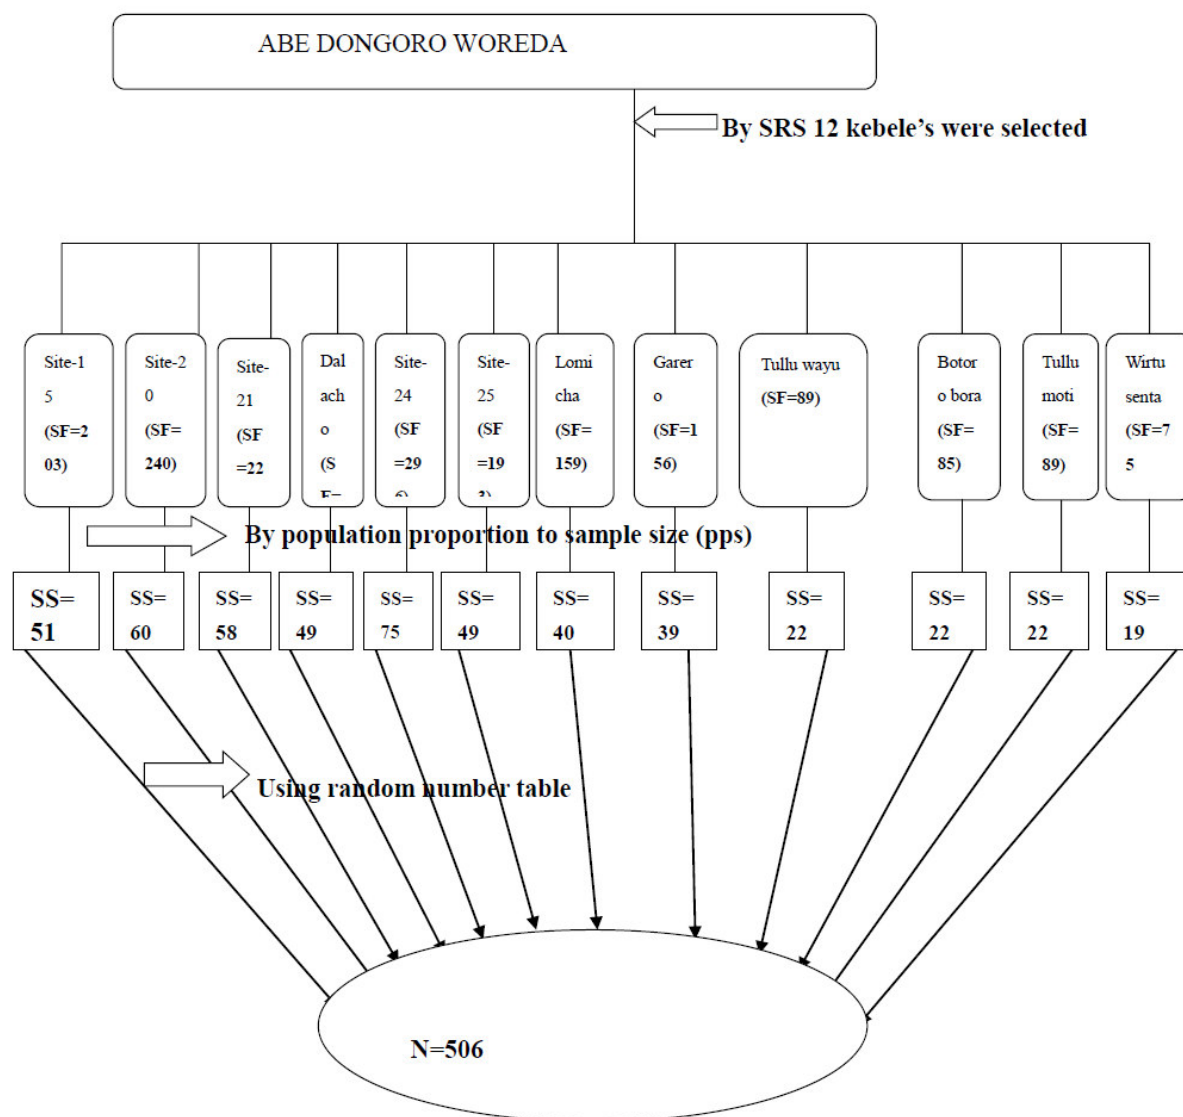 ABE DONGORO WOREDA
By SRS 12 kebele's were selected
Site-1
5
(SF=2
03)
Site-2
0
(SF=
240)
Site-
21
(SF
=22
Dal
ach
o
(S
F=
Site-
24
(SF
=29
6)
Site-
25
(SF
=19
3)
Lomi
cha
(SF=
159)
Garer
o
(SF=1
56)
Tullu wayu
(SF=89)
Botor
o bora
(SF=
85)
Tullu
moti
(SF=
89)
Wirtu
senta
(SF=7
5
By population proportion to sample size (pps)
SS=
51
SS=
60
SS=
58
SS=
49
SS=
75
SS=
49
SS=
40
SS=
39
SS=
22
SS=
22
SS=
22
SS=
19
Using random number table
N=506